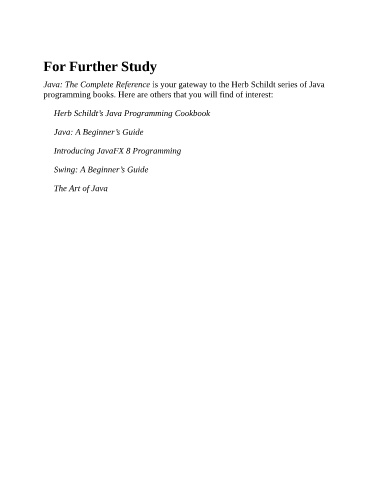 For Further Study
Java: The Complete Reference is your gateway to the Herb Schildt series of Java
programming books. Here are others that you will find of interest:
Herb Schildt’s Java Programming Cookbook
Java: A Beginner’s Guide
Introducing JavaFX 8 Programming
Swing: A Beginner’s Guide
The Art of Java